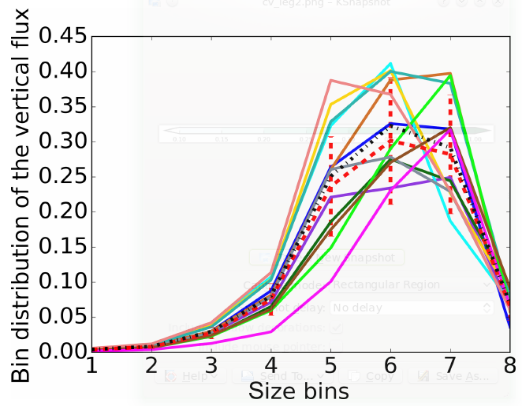 cv_leg2.png - KSnapshot
Bin distribution of the vertical flux
0.45
0.40
0.35
0.30
0.25
0.20
0.15
0.10
0.05
0.00
Snapshot
Rectangular Region
No delay
Help
Send To...
Copy
Save As...
1 2 3 4 5 6 7 8
Size bins